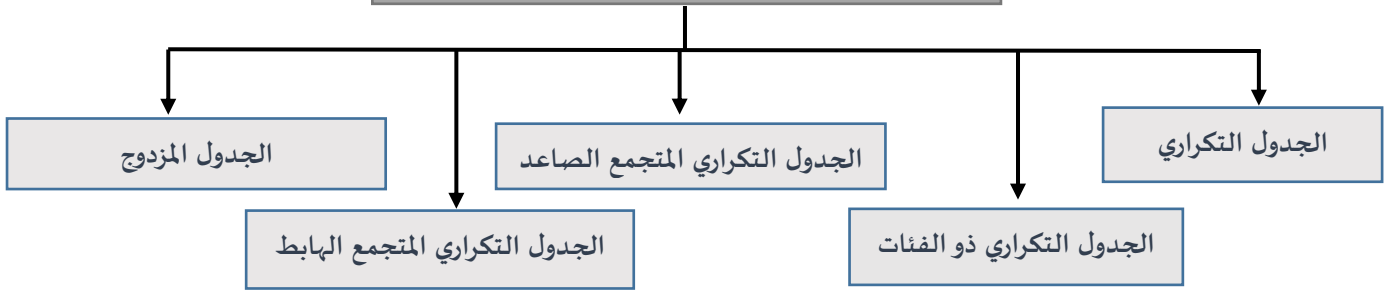 الجدول التكراري
الجدول التكراري ذو الفئات
الجدول التكراري المتجمع الصاعد
الجدول التكراري المتجمع الهابط
الجدول المزدوج